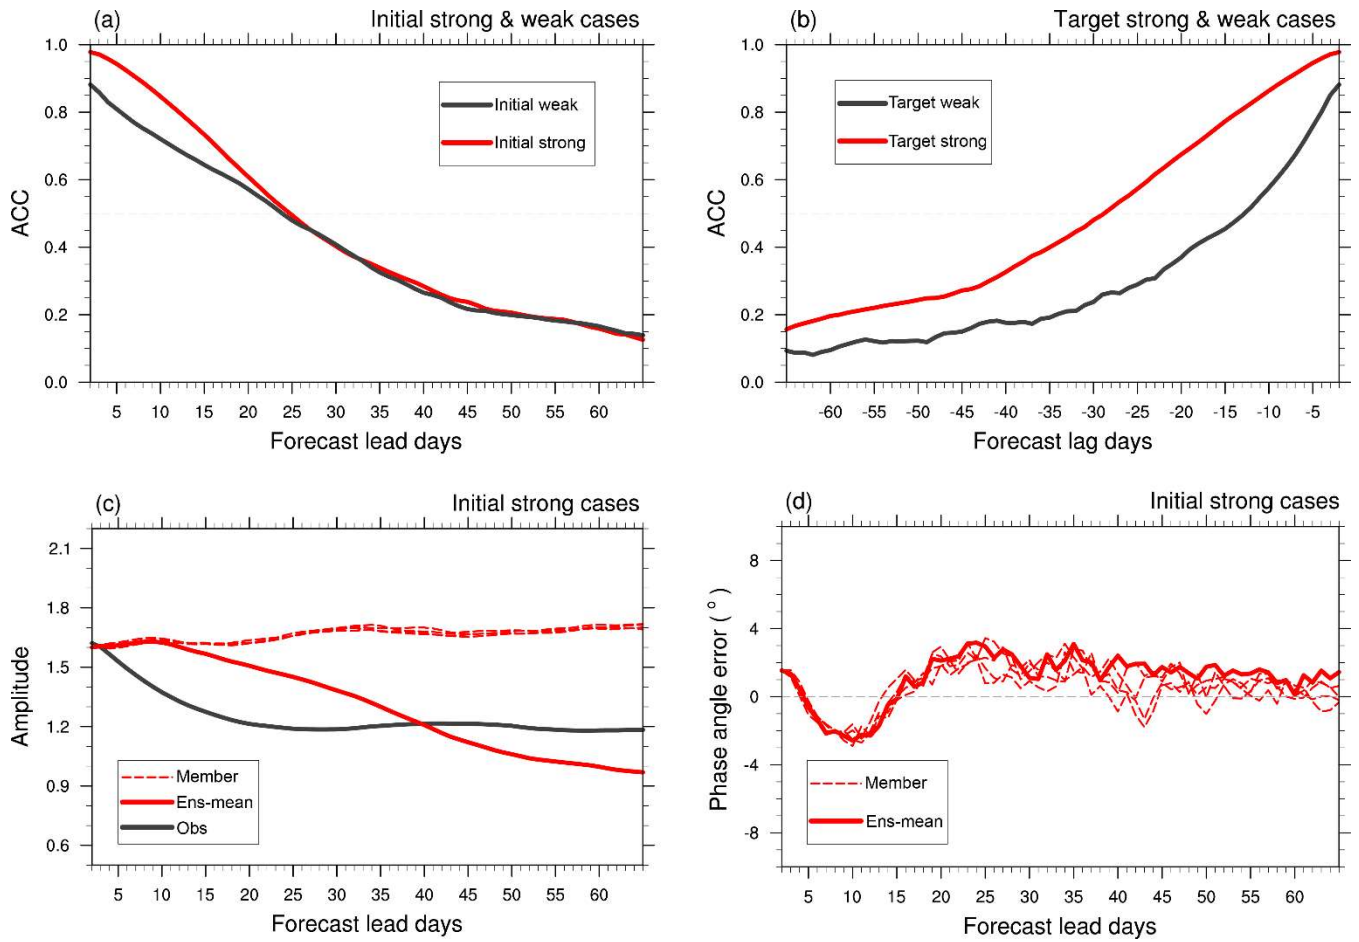 (a) Initial strong & weak cases
1.0
0.8
0.6
0.4
0.2
0.0
ACC
Initial weak
Initial strong
5 10 15 20 25 30 35 40 45 50 55 60
Forecast lead days
(b) Target strong & weak cases
1.0
0.8
0.6
0.4
0.2
0.0
ACC
Target weak
Target strong
-60 -55 -50 -45 -40 -35 -30 -25 -20 -15 -10 -5
Forecast lag days
(c) Initial strong cases
2.1
1.8
1.5
1.2
0.9
0.6
Amplitude
Member
Ens-mean
Obs
5 10 15 20 25 30 35 40 45 50 55 60
Forecast lead days
(d) Initial strong cases
8
4
0
-4
-8
Phase angle error ( ° )
Member
Ens-mean
5 10 15 20 25 30 35 40 45 50 55 60
Forecast lead days